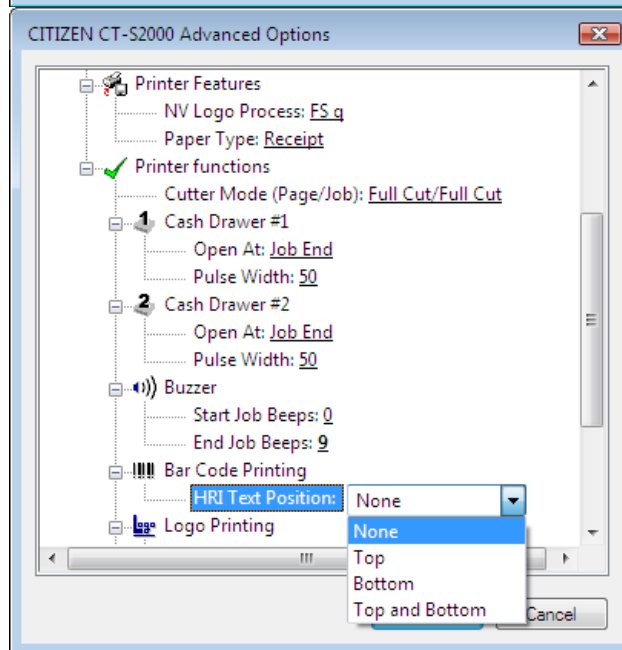 CITIZEN CT-S2000 Advanced Options
Printer Features
NV Logo Process: FS q
Paper Type: Receipt
Printer functions
Cutter Mode (Page/Job): Full Cut/Full Cut
1 Cash Drawer #1
Open At: Job End
Pulse Width: 50
2 Cash Drawer #2
Open At: Job End
Pulse Width: 50
Buzzer
Start Job Beeps: 0
End Job Beeps: 9
Bar Code Printing
HRI Text Position: None
Logo Printing
None
Top
Bottom
Top and Bottom
Cancel